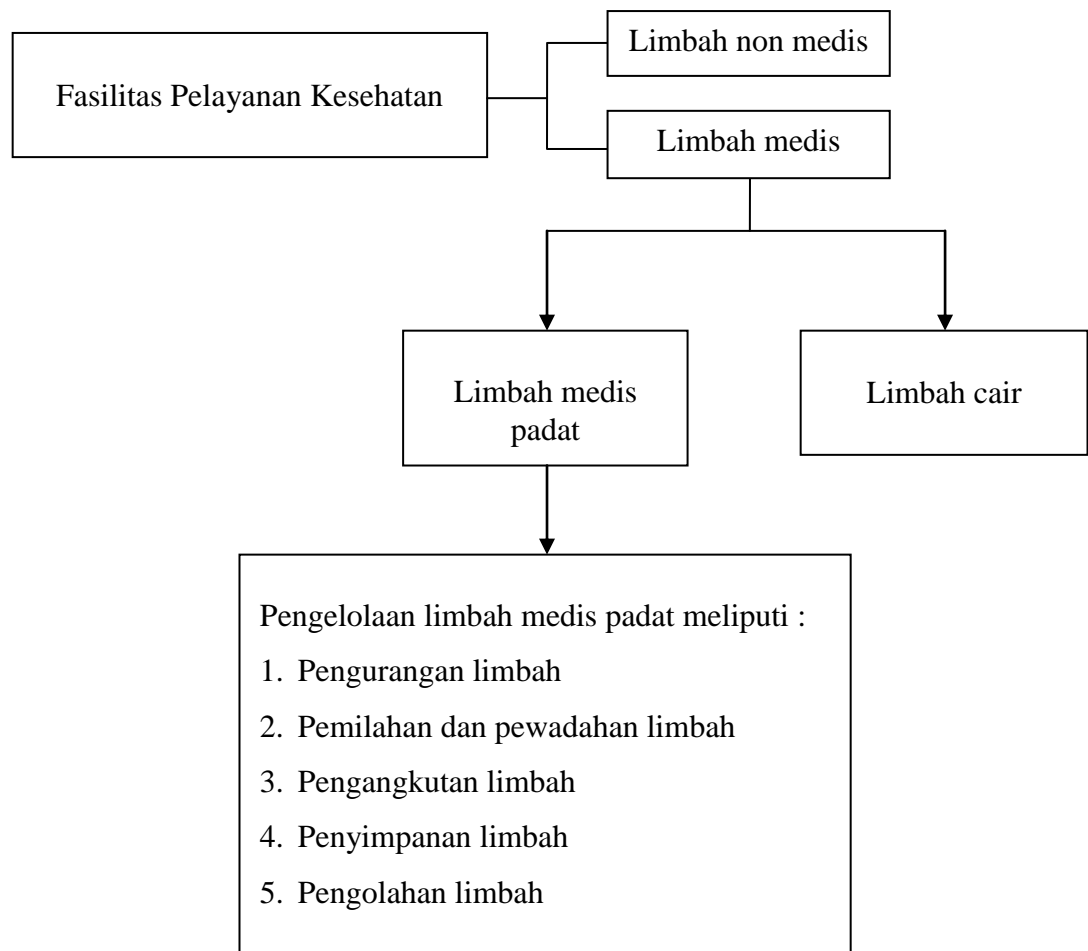 Limbah non medis
Fasilitas Pelayanan Kesehatan
Limbah medis
Limbah medis
padat
Limbah cair
Pengelolaan limbah medis padat meliputi :
1. Pengurangan limbah
2. Pemilahan dan pewadahan limbah
3. Pengangkutan limbah
4. Penyimpanan limbah
5. Pengolahan limbah